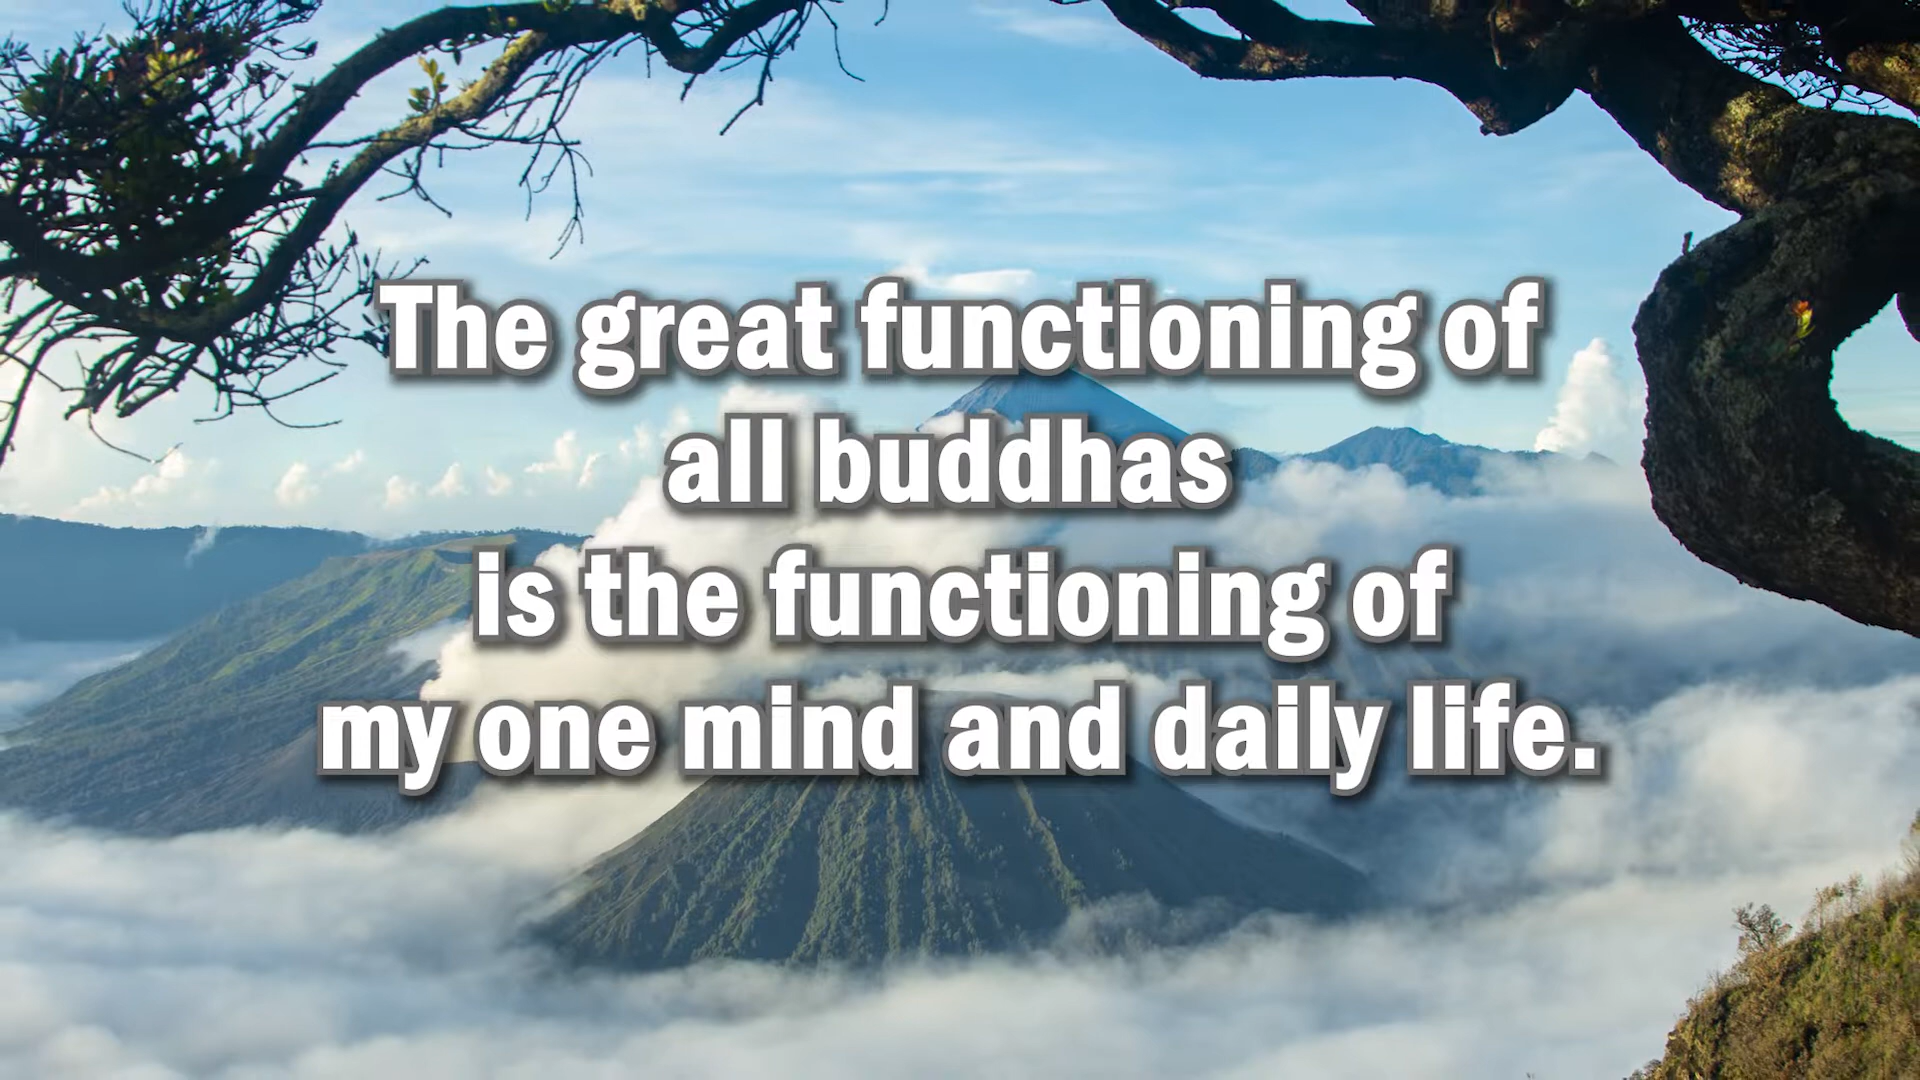 The great functioning of
all buddhas
is the functioning of
my one mind and daily life.